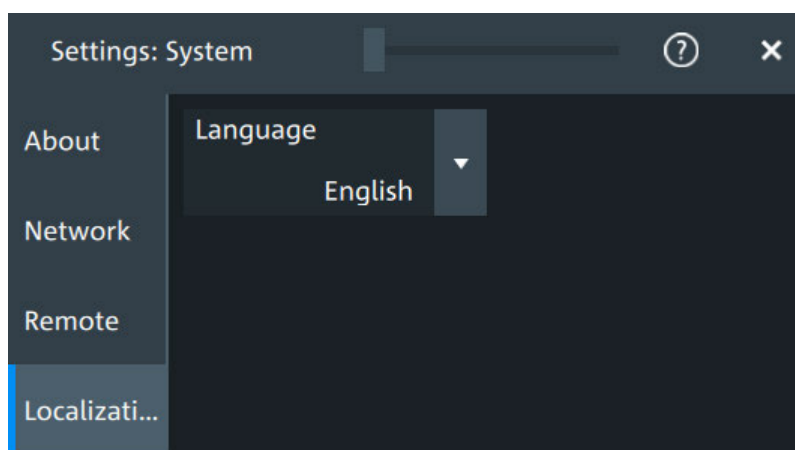 Settings: System
?
×
About
Network
Remote
Localizati...
Language
English